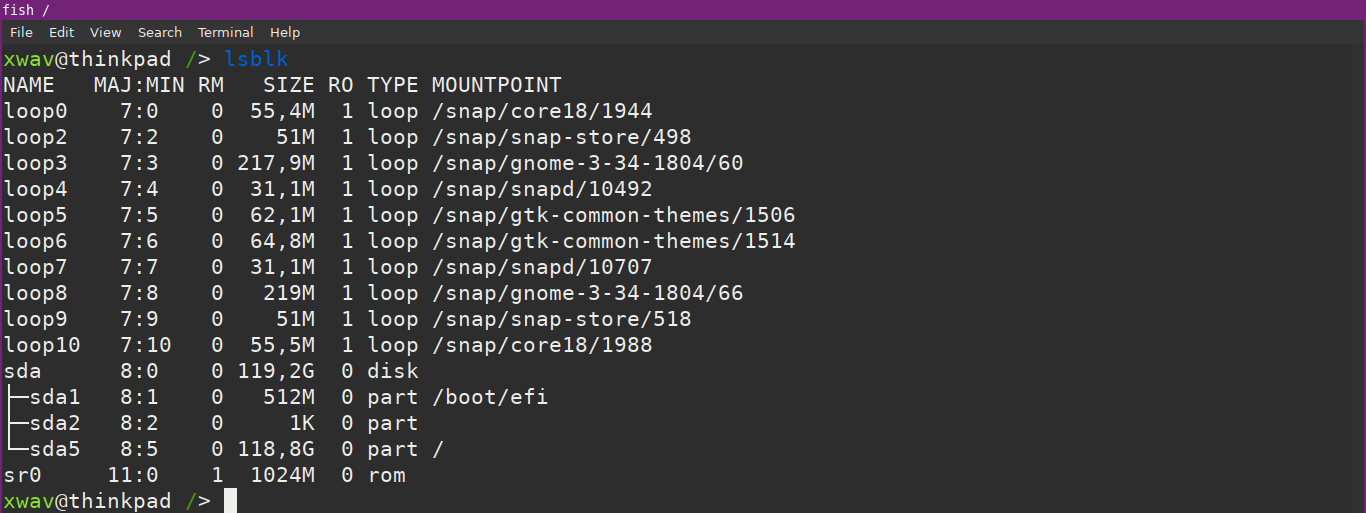 fish /
File Edit View Search Terminal Help
xwav@thinkpad /> lsblk
NAME   MAJ:MIN RM   SIZE RO TYPE MOUNTPOINT
loop0    7:0    0  55,4M  1 loop /snap/core18/1944
loop2    7:2    0    51M  1 loop /snap/snap-store/498
loop3    7:3    0 217,9M  1 loop /snap/gnome-3-34-1804/60
loop4    7:4    0  31,1M  1 loop /snap/snapd/10492
loop5    7:5    0  62,1M  1 loop /snap/gtk-common-themes/1506
loop6    7:6    0  64,8M  1 loop /snap/gtk-common-themes/1514
loop7    7:7    0  31,1M  1 loop /snap/snapd/10707
loop8    7:8    0   219M  1 loop /snap/gnome-3-34-1804/66
loop9    7:9    0    51M  1 loop /snap/snap-store/518
loop10   7:10   0  55,5M  1 loop /snap/core18/1988
sda      8:0    0 119,2G  0 disk
├─sda1   8:1    0   512M  0 part /boot/efi
├─sda2   8:2    0     1K  0 part
└─sda5   8:5    0 118,8G  0 part /
sr0     11:0    1  1024M  0 rom
xwav@thinkpad />